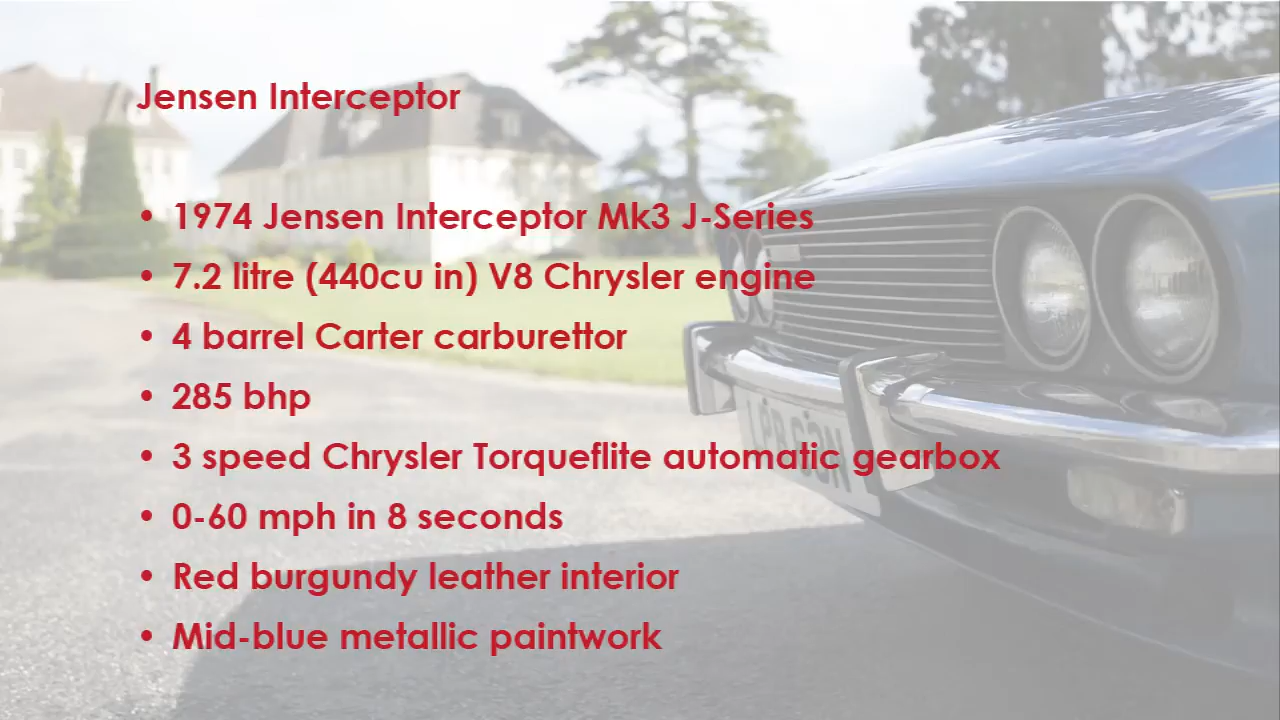 Jensen Interceptor
• 1974 Jensen Interceptor Mk3 J-Series
• 7.2 litre (440cu in) V8 Chrysler engine
• 4 barrel Carter carburettor
• 285 bhp
• 3 speed Chrysler Torqueflite automatic gearbox
• 0-60 mph in 8 seconds
• Red burgundy leather interior
• Mid-blue metallic paintwork